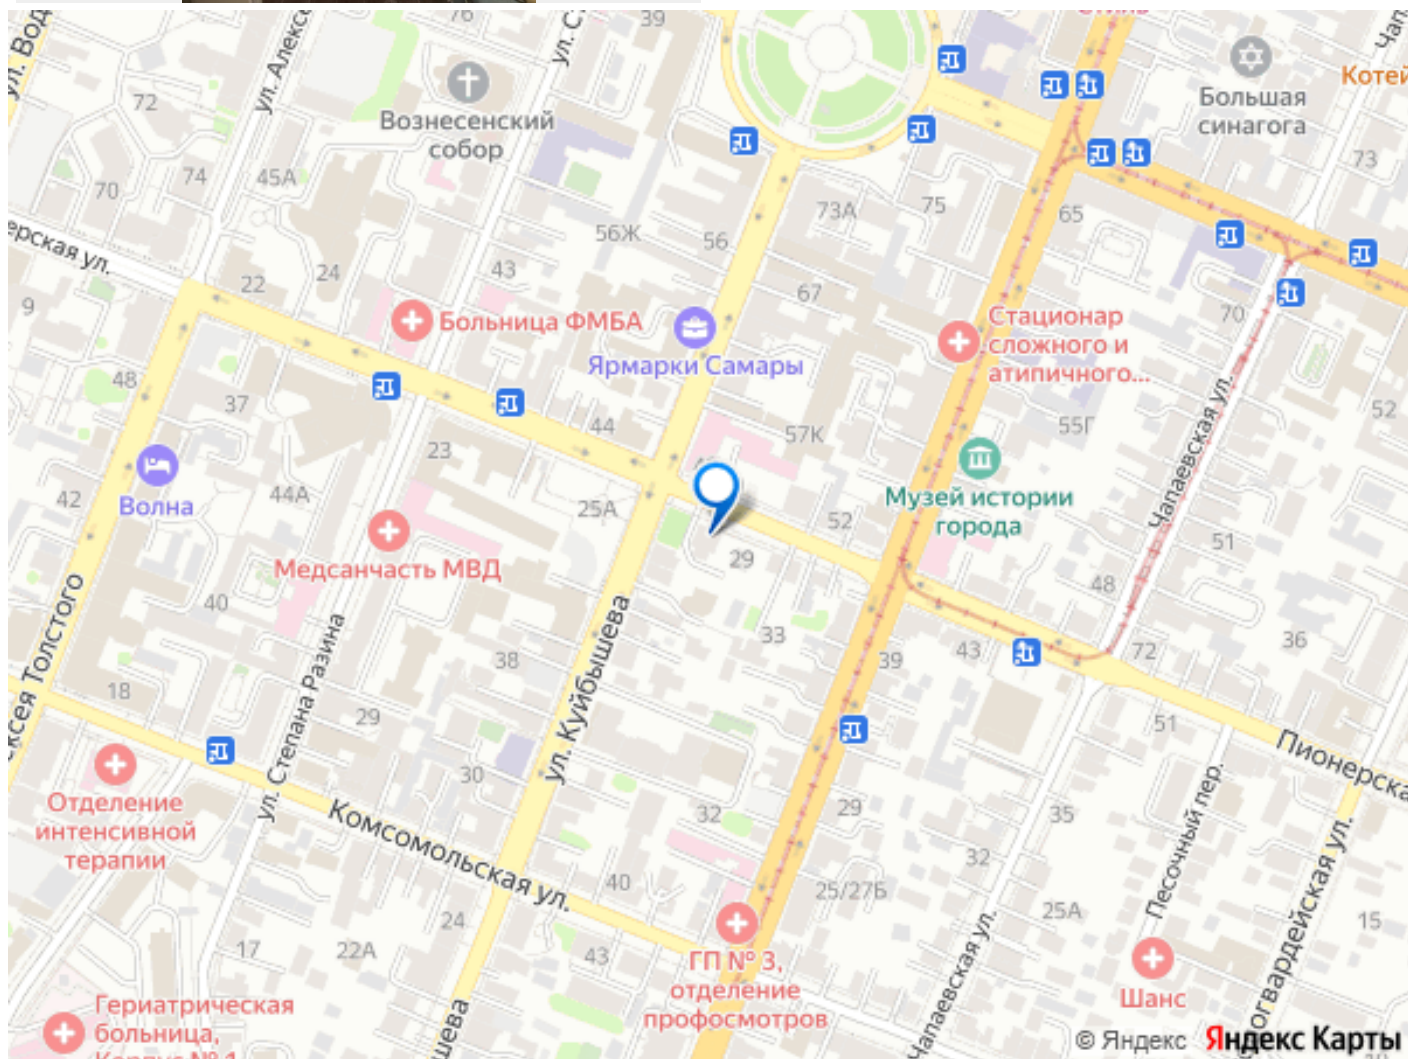 76
39
Стиль
Большая
синагога
72
Вознесенский
собор
73
70
74
45А
73А
75
65
56Ж
56
43
22
24
9
67
70
Больница ФМБА
Стационар
сложного и
атипичного...
Ярмарки Самары
48
37
44
57К
55Г
52
23
42
44А
Волна
25А
52
Музей истории
города
Медсанчасть МВД
29
51
48
40
33
36
38
39
43
72
18
ул. Степана Разина
ул. Куйбышева
Чапаевская ул.
29
51
30
Пионерска
Отделение
интенсивной
терапии
Комсомольская ул.
32
29
35
Песочный пер.
32
40
25/27Б
25А
15
24
17
22А
43
ГП № 3,
отделение
профосмотров
Чапаевская ул.
Шанс
Гериатрическая
больница,
Корпус № 1
© Яндекс Яндекс Карты